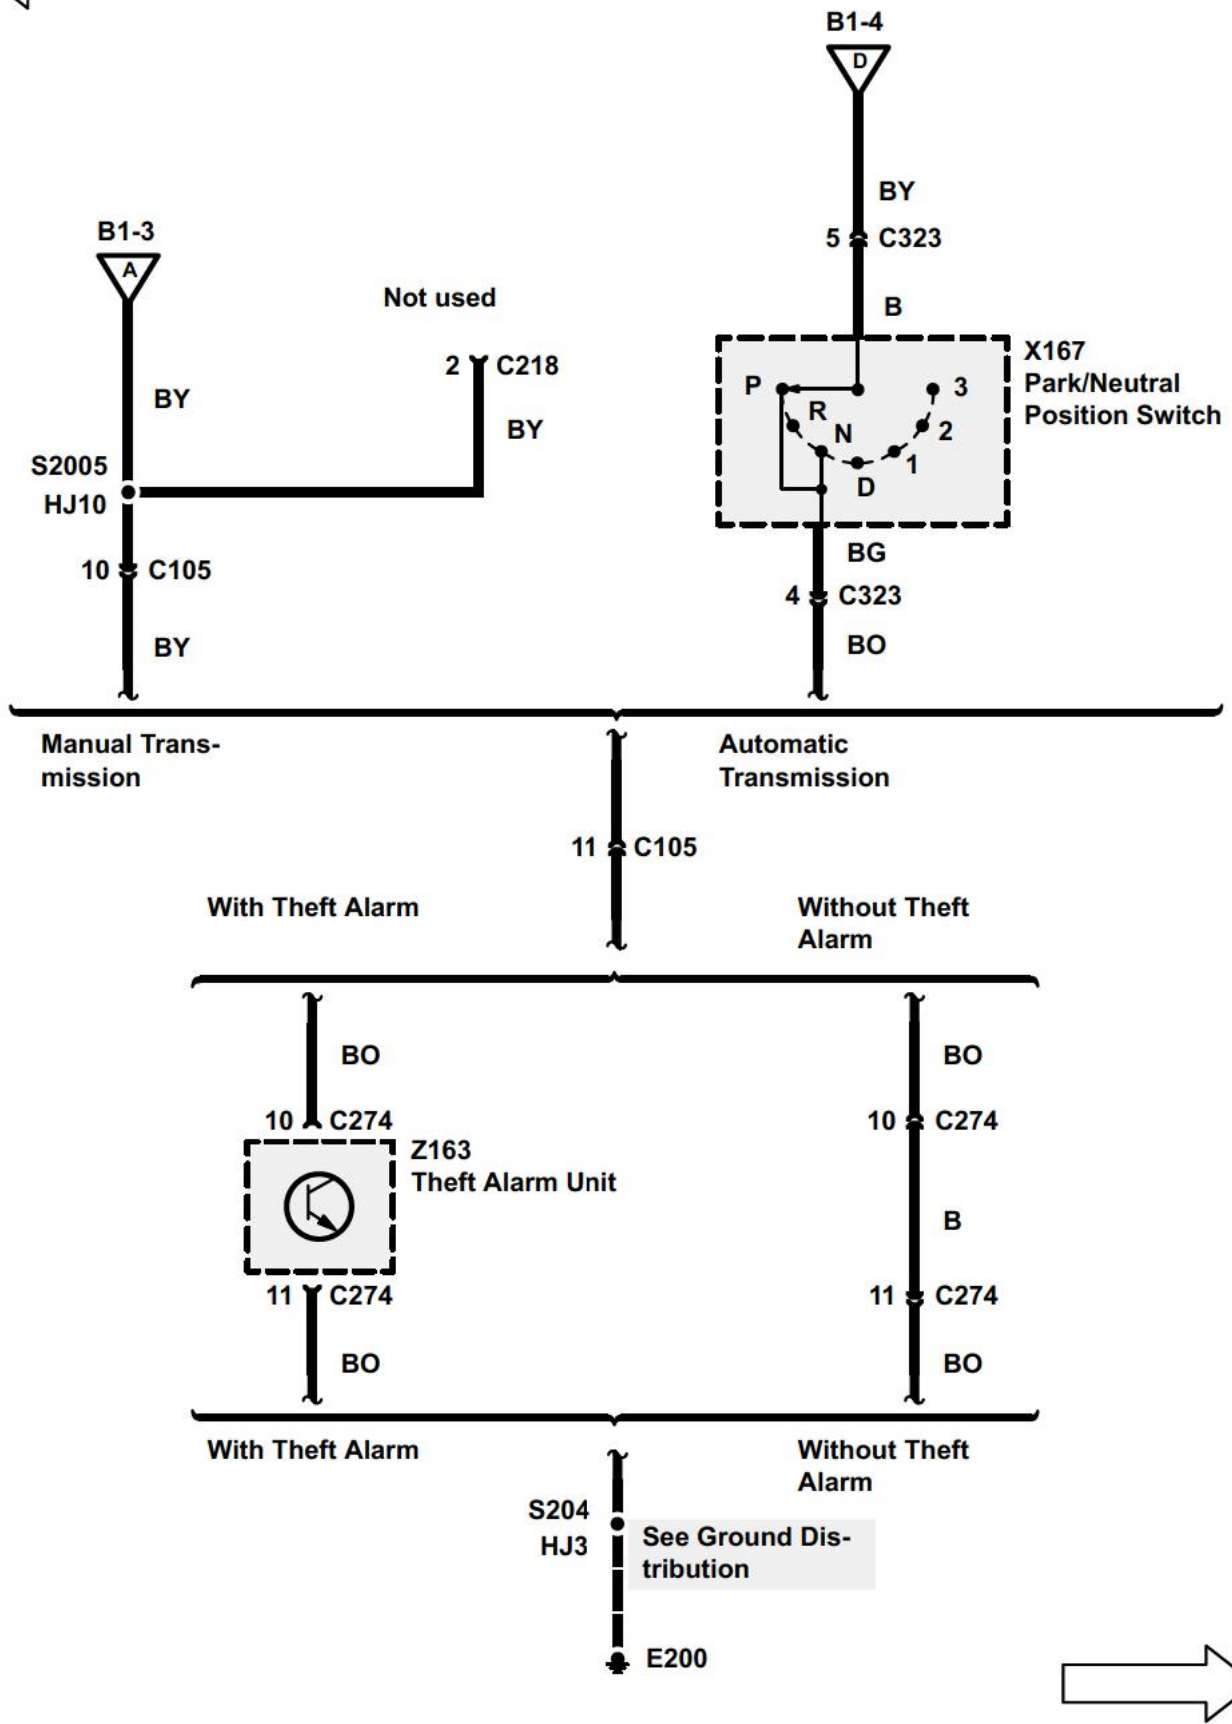 B1-4
D
BY
5 C323
B
X167
Park/Neutral
Position Switch
P
R
N
D
1
2
3
BG
4 C323
BO
B1-3
A
Not used
2 C218
BY
BY
S2005
HJ10
10 C105
BY
Manual Trans-
mission
Automatic
Transmission
11 C105
With Theft Alarm
Without Theft
Alarm
BO
10 C274
Z163
Theft Alarm Unit
11 C274
BO
BO
10 C274
B
11 C274
BO
With Theft Alarm
Without Theft
Alarm
S204
HJ3
See Ground Dis-
tribution
E200